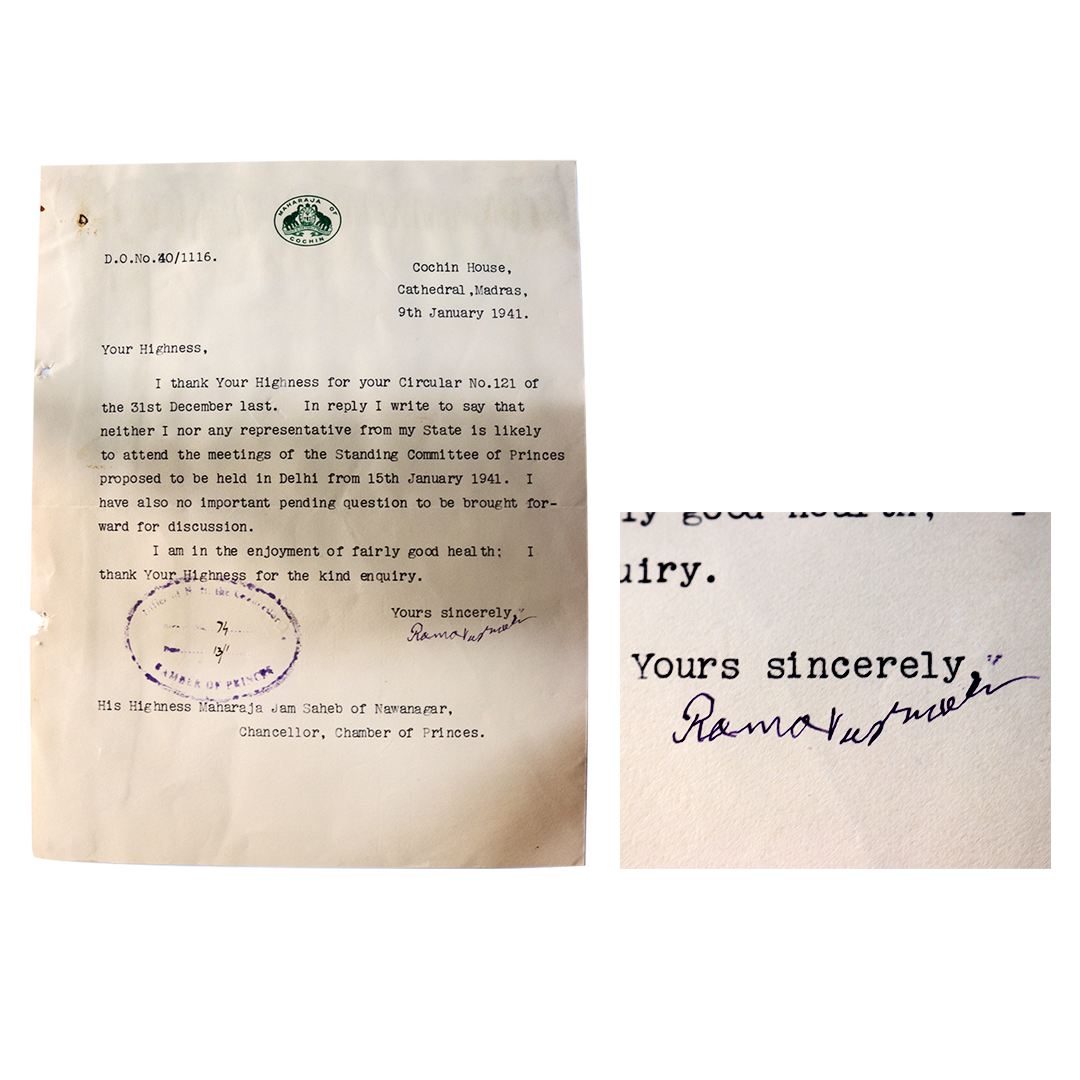 MAHARAJA OF
COCHIN
D.O.No.40/1116.
Cochin House,
Cathedral,Madras,
9th January 1941.
Your Highness,
I thank Your Highness for your Circular No.121 of
the 31st December last. In reply I write to say that
neither I nor any representative from my State is likely
to attend the meetings of the Standing Committee of Princes
proposed to be held in Delhi from 15th January 1941. I
have also no important pending question to be brought for-
ward for discussion.
I am in the enjoyment of fairly good health; I
thank Your Highness for the kind enquiry.
Yours sincerely,
Rama Varmah
74
13/1
CHAMBER OF PRINCES
His Highness Maharaja Jam Saheb of Nawanagar,
Chancellor, Chamber of Princes.
uiry.
Yours sincerely,
Rama Varmah